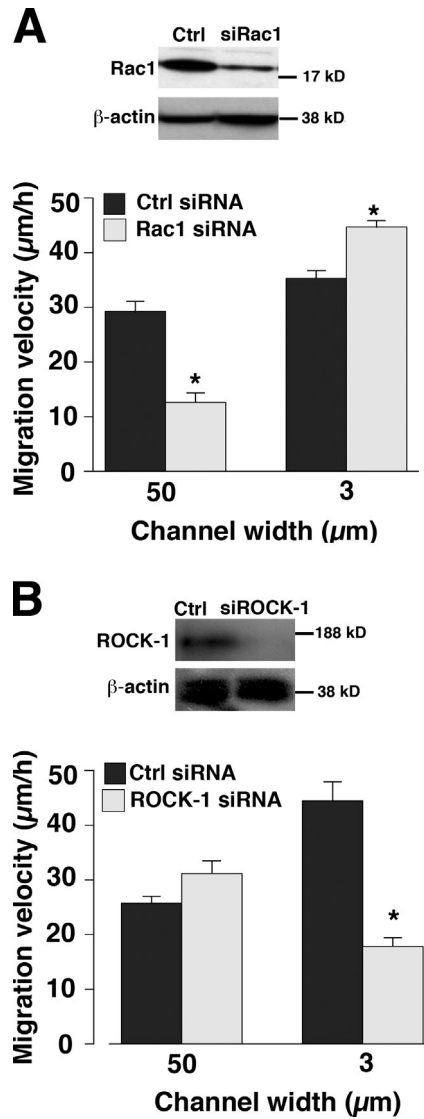 A
Ctrl siRac1
Rac1
17 kD
β-actin
38 kD
Migration velocity (µm/h)
50
40
30
20
10
0
Ctrl siRNA
Rac1 siRNA
*
*
50 3
Channel width (µm)
B
Ctrl siROCK-1
ROCK-1
188 kD
β-actin
38 kD
Migration velocity (µm/h)
50
40
30
20
10
0
Ctrl siRNA
ROCK-1 siRNA
*
50 3
Channel width (µm)